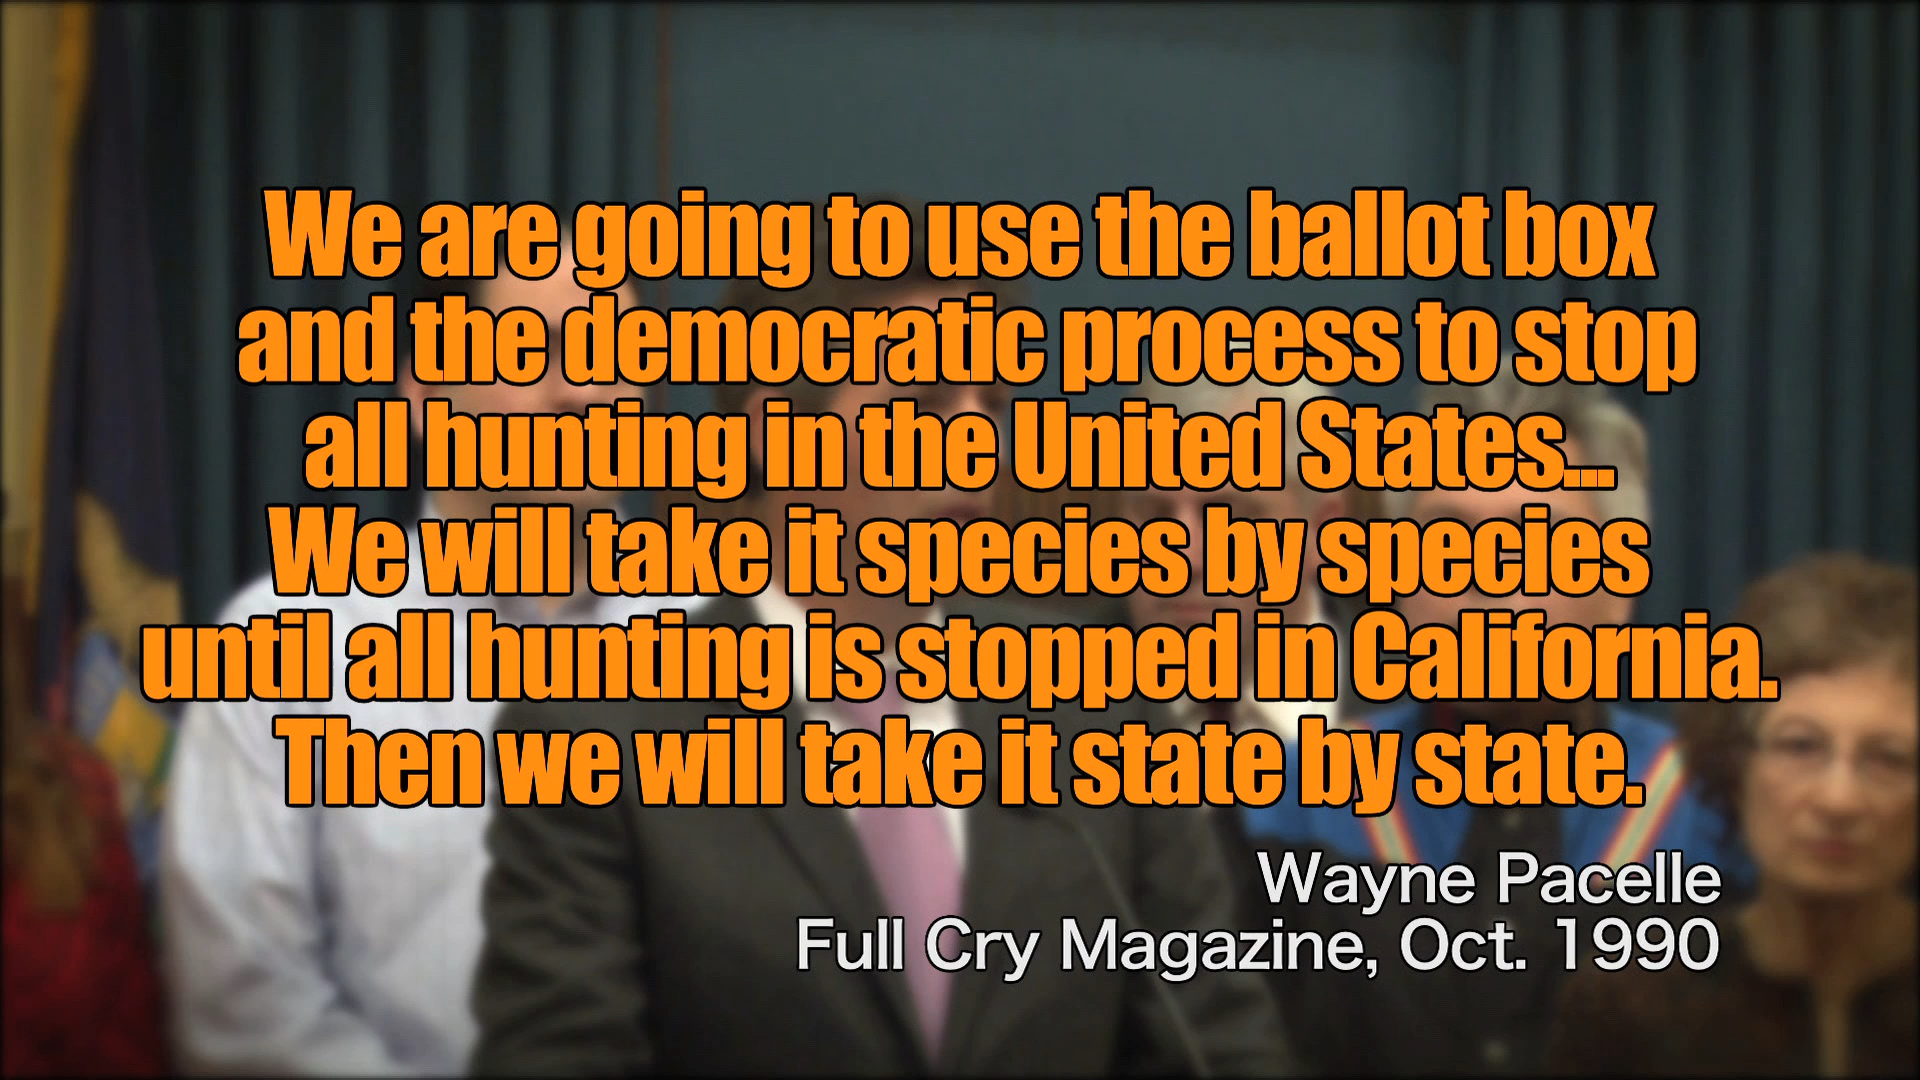 We are going to use the ballot box
and the democratic process to stop
all hunting in the United States...
We will take it species by species
until all hunting is stopped in California.
Then we will take it state by state.
Wayne Pacelle
Full Cry Magazine, Oct. 1990